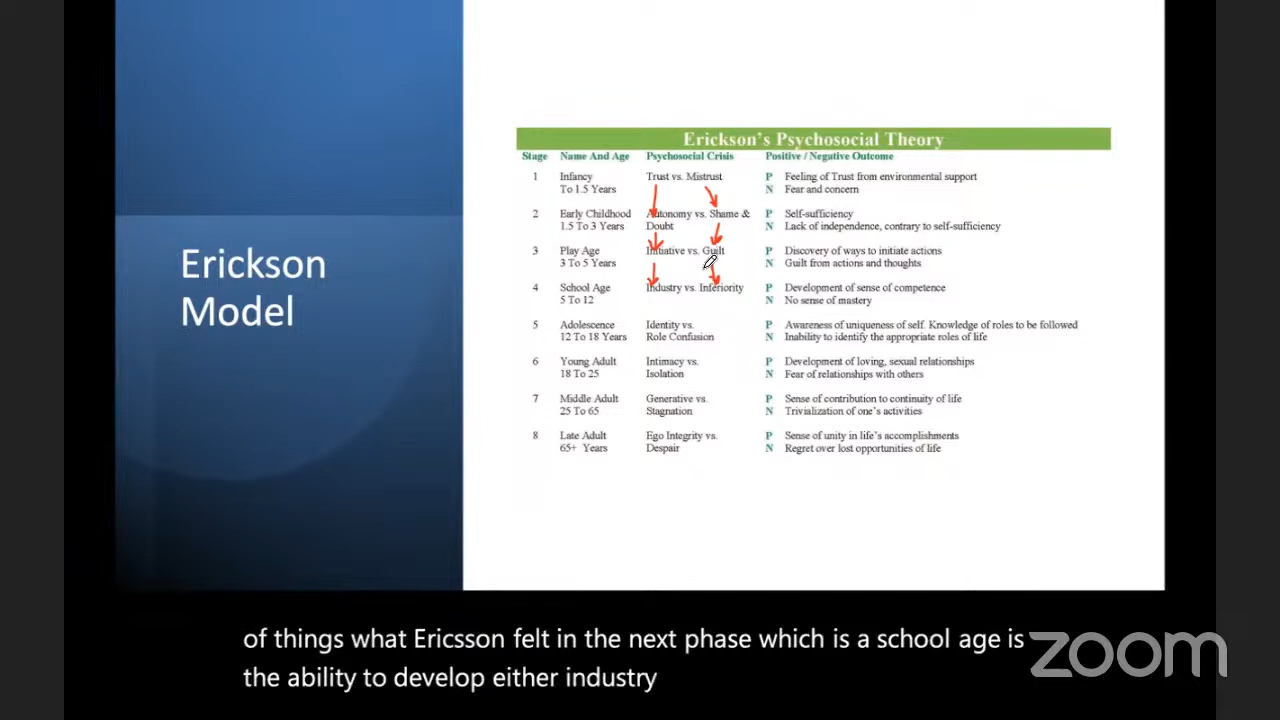 Erickson
Model
Erickson's Psychosocial Theory
Stage Name And Age Psychosocial Crisis Positive / Negative Outcome
1 Infancy Trust vs. Mistrust P Feeling of Trust from environmental support
To 1.5 Years N Fear and concern
2 Early Childhood Autonomy vs. Shame & P Self-sufficiency
1.5 To 3 Years Doubt N Lack of independence, contrary to self-sufficiency
3 Play Age Initiative vs. Guilt P Discovery of ways to initiate actions
3 To 5 Years N Guilt from actions and thoughts
4 School Age Industry vs. Inferiority P Development of sense of competence
5 To 12 N No sense of mastery
5 Adolescence Identity vs. P Awareness of uniqueness of self. Knowledge of roles to be followed
12 To 18 Years Role Confusion N Inability to identify the appropriate roles of life
6 Young Adult Intimacy vs. P Development of loving, sexual relationships
18 To 25 Isolation N Fear of relationships with others
7 Middle Adult Generative vs. P Sense of contribution to continuity of life
25 To 65 Stagnation N Trivialization of one's activities
8 Late Adult Ego Integrity vs. P Sense of unity in life's accomplishments
65+ Years Despair N Regret over lost opportunities of life
of things what Ericsson felt in the next phase which is a school age is
the ability to develop either industry
zoom